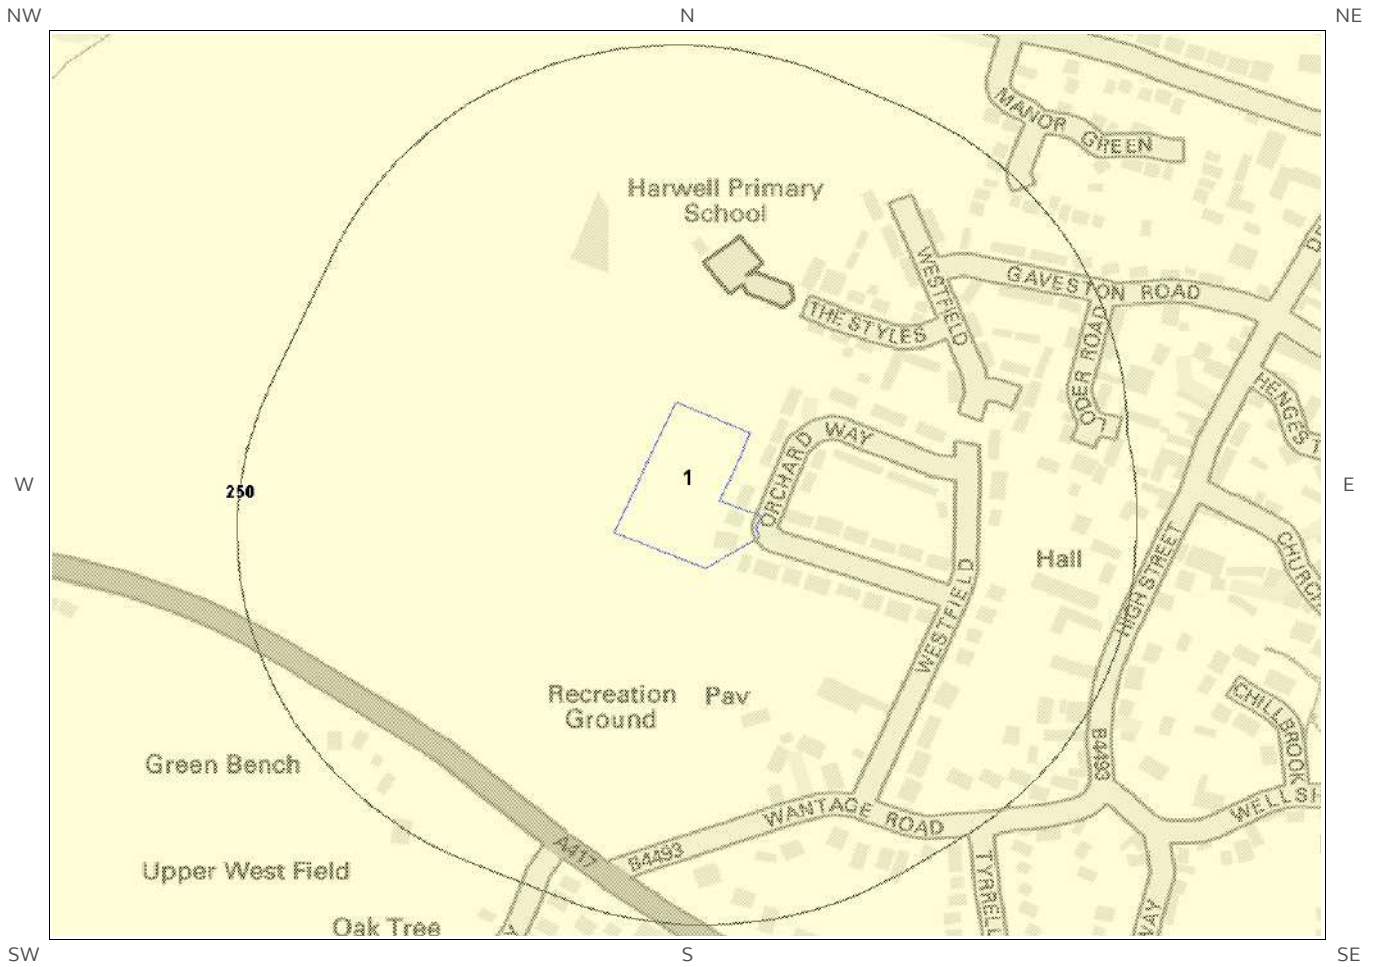 NW
N
NE
MANOR
GREEN
Harwell Primary
School
WESTFIELD
GAVESTON ROAD
THE STYLES
ODER ROAD
HENGEST
ORCHARD WAY
W
250
1
E
Hall
HIGH STREET
CHURCH
WESTFIELD
Recreation
Ground
Pav
CHILLBROOK
Green Bench
B4493
WANTAGE ROAD
WELLSH
A417
B4493
Upper West Field
TYRRELL
Oak Tree
WAY
SW
S
SE